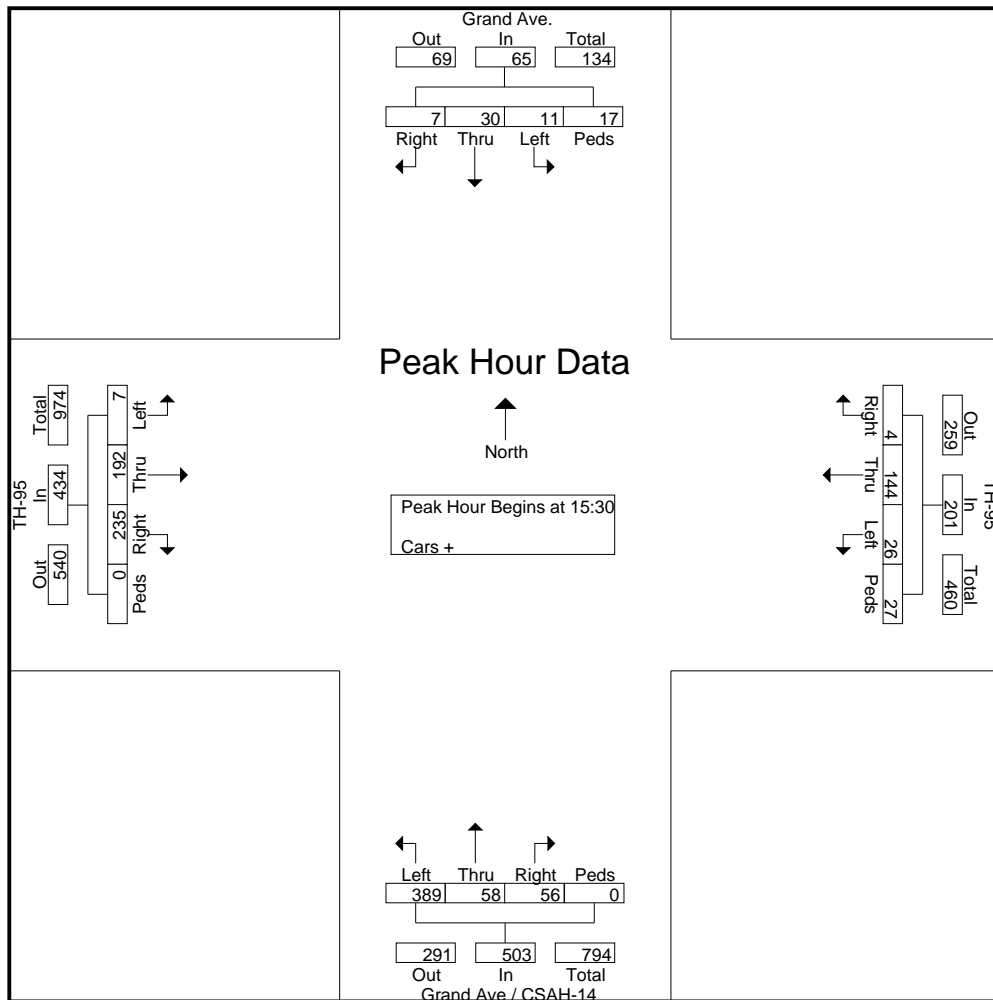 Grand Ave.
Out In Total
69 65 134
7 30 11 17
Right Thru Left Peds
Peak Hour Data
North
Peak Hour Begins at 15:30
Cars +
TH-95
Total In Out
974 434 540
7 192 235 0
Left Thru Right Peds
Right Thru Left Peds
4 144 26 27
Out In Total
259 201 460
TH-95
Left Thru Right Peds
389 58 56 0
291 503 794
Out In Total
Grand Ave / CSAH-14